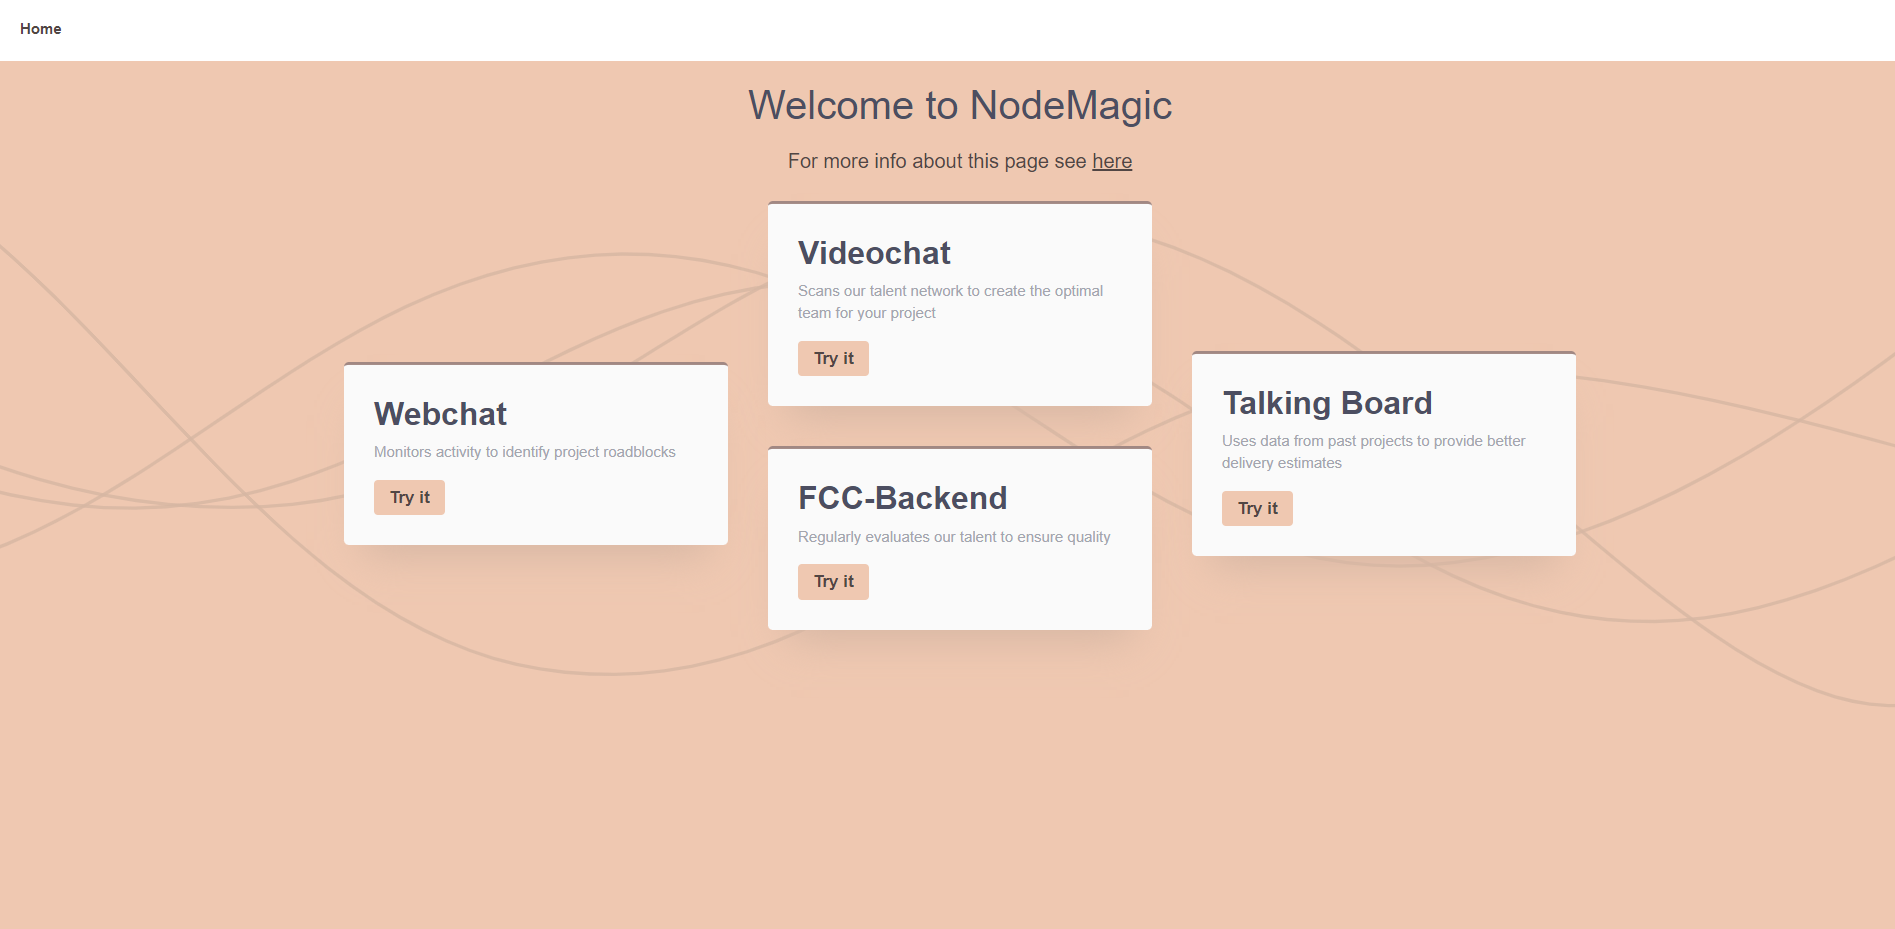 Home
Welcome to NodeMagic
For more info about this page see here
Webchat
Monitors activity to identify project roadblocks
Try it
Videochat
Scans our talent network to create the optimal
team for your project
Try it
FCC-Backend
Regularly evaluates our talent to ensure quality
Try it
Talking Board
Uses data from past projects to provide better
delivery estimates
Try it